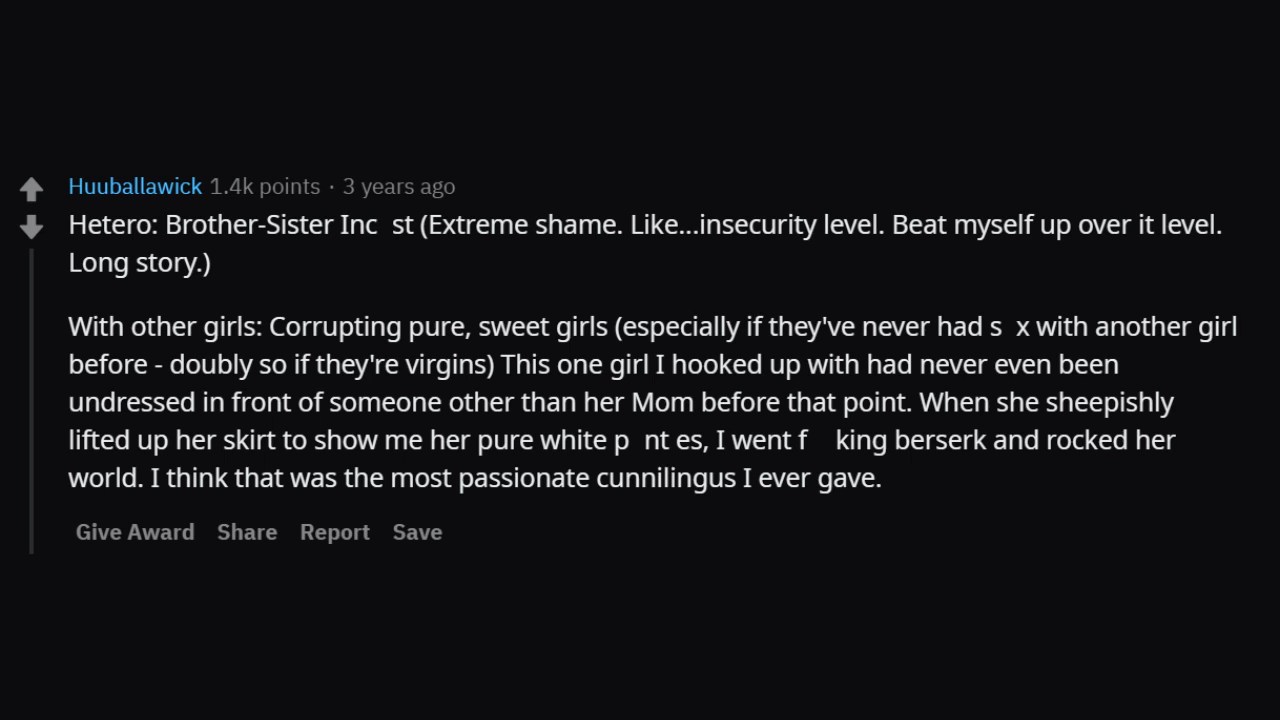 Huuballawick 1.4k points · 3 years ago
Hetero: Brother-Sister Inc st (Extreme shame. Like...insecurity level. Beat myself up over it level.
Long story.)
With other girls: Corrupting pure, sweet girls (especially if they've never had s x with another girl
before - doubly so if they're virgins) This one girl I hooked up with had never even been
undressed in front of someone other than her Mom before that point. When she sheepishly
lifted up her skirt to show me her pure white p nt es, I went f king berserk and rocked her
world. I think that was the most passionate cunnilingus I ever gave.
Give Award Share Report Save